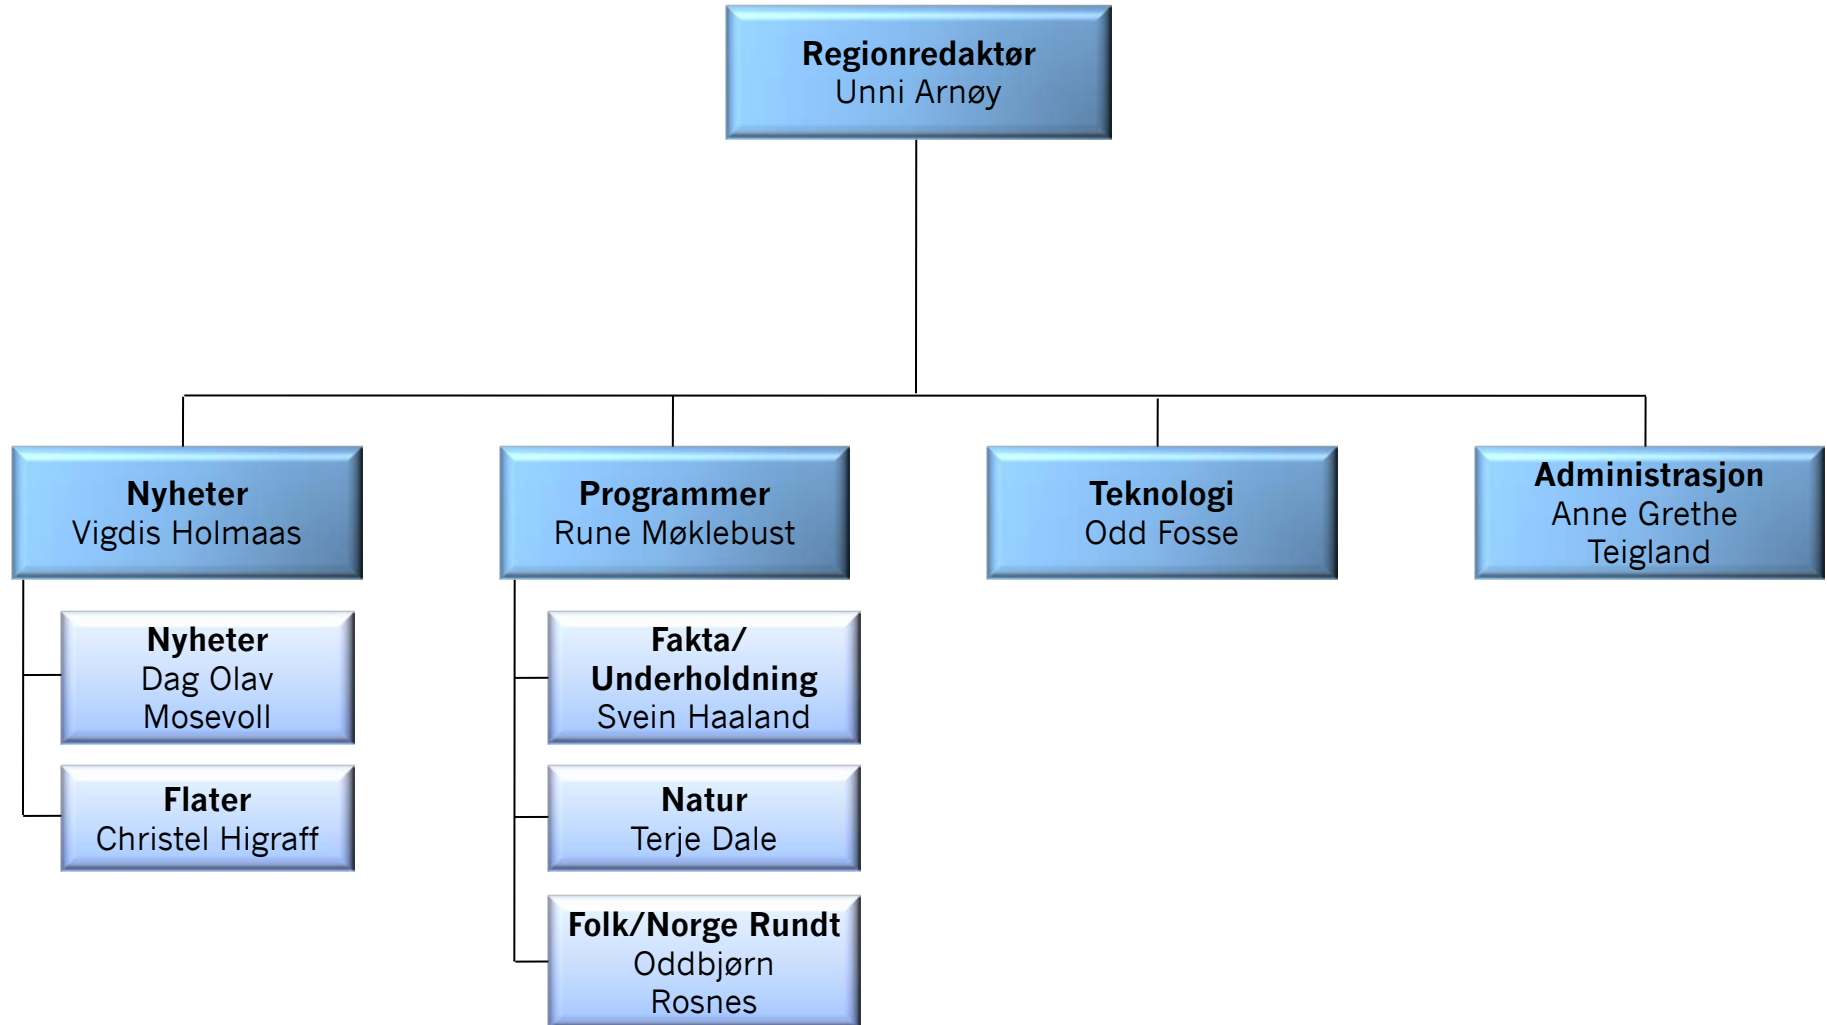 Regionredaktør
Unni Arnøy
Nyheter
Vigdis Holmaas
Programmer
Rune Møklebust
Teknologi
Odd Fosse
Administrasjon
Anne Grethe
Teigland
Nyheter
Dag Olav
Mosevoll
Flater
Christel Higraff
Fakta/
Underholdning
Svein Haaland
Natur
Terje Dale
Folk/Norge Rundt
Oddbjørn
Rosnes